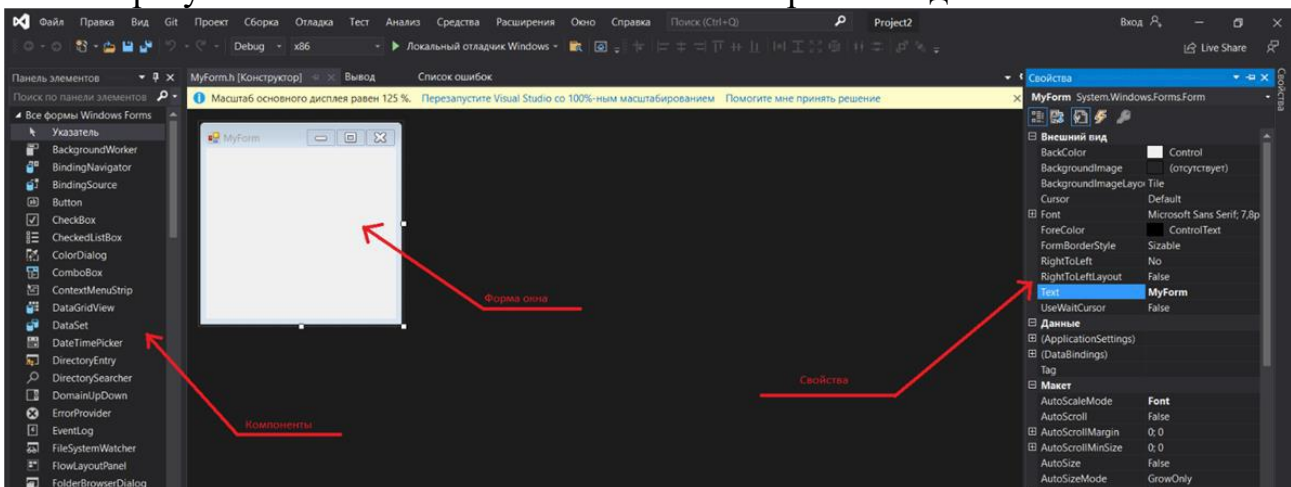 Файл Правка Вид Git Проект Сборка Отладка Тест Анализ Средства Расширения Окно Справка Поиск (Ctrl+Q) Project2 Вход
Debug x86 Локальный отладчик Windows Live Share
Панель элементов
Поиск по панели элементов
Все формы Windows Forms
Указатель
BackgroundWorker
BindingNavigator
BindingSource
Button
CheckBox
CheckedListBox
ColorDialog
ComboBox
ContextMenuStrip
DataGridView
DataSet
DateTimePicker
DirectoryEntry
DirectorySearcher
DomainUpDown
ErrorProvider
EventLog
FileSystemWatcher
FlowLayoutPanel
FolderBrowserDialog
MyForm.h [Конструктор] Вывод Список ошибок
Масштаб основного дисплея равен 125 %. Перезапустите Visual Studio со 100%-ным масштабированием Помогите мне принять решение
MyForm
Форма окна
Компоненты
Свойства
Свойства
MyForm System.Windows.Forms.Form
Внешний вид
BackColor Control
BackgroundImage (отсутствует)
BackgroundImageLayo Tile
Cursor Default
Font Microsoft Sans Serif; 7,8p
ForeColor ControlText
FormBorderStyle Sizable
RightToLeft No
RightToLeftLayout False
Text MyForm
UseWaitCursor False
Данные
(ApplicationSettings)
(DataBindings)
Tag
Макет
AutoScaleMode Font
AutoScroll False
AutoScrollMargin 0; 0
AutoScrollMinSize 0; 0
AutoSize False
AutoSizeMode GrowOnly
Свойства